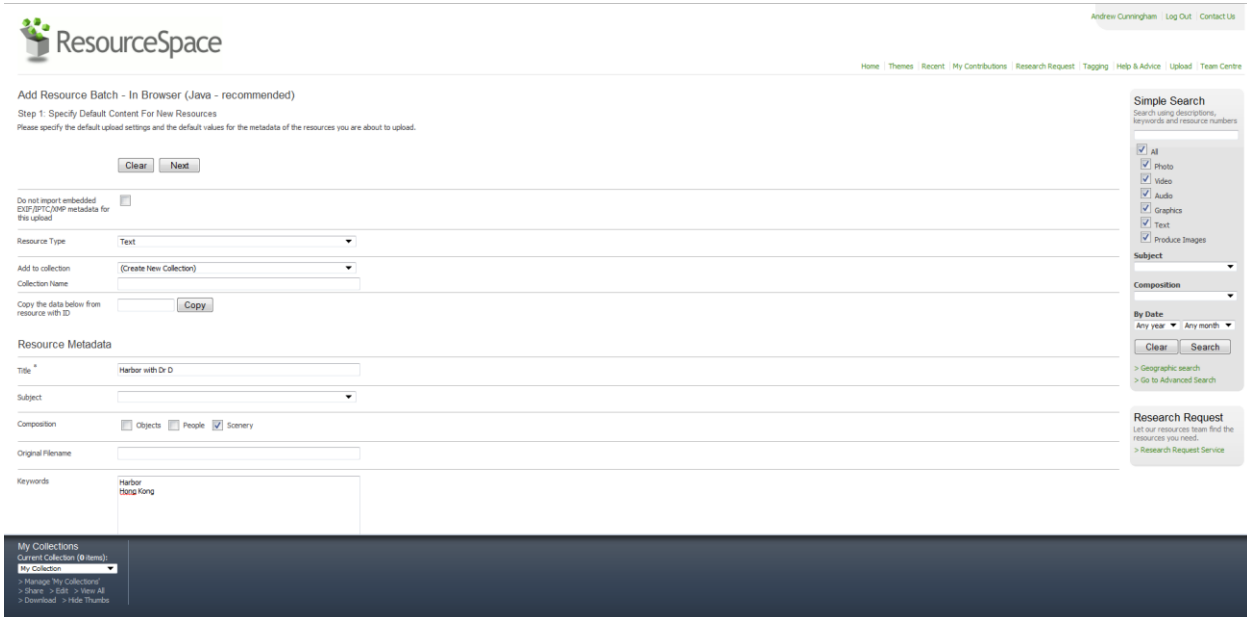 Andrew Cunningham | Log Out | Contact Us
ResourceSpace
Home | Themes | Recent | My Contributions | Research Request | Tagging | Help & Advice | Upload | Team Centre
Add Resource Batch - In Browser (Java - recommended)
Step 1: Specify Default Content For New Resources
Please specify the default upload settings and the default values for the metadata of the resources you are about to upload.
Clear Next
Do not import embedded
EXIF/IPTC/XMP metadata for
this upload
Resource Type Text
Add to collection (Create New Collection)
Collection Name
Copy the data below from
resource with ID
Copy
Resource Metadata
Title * Harbor with Dr D
Subject
Composition Objects People Scenery
Original Filename
Keywords Harbor
Hong Kong
Simple Search
Search using descriptions,
keywords and resource numbers
All
Photo
Video
Audio
Graphics
Text
Produce Images
Subject
Composition
By Date
Any year Any month
Clear Search
> Geographic search
> Go to Advanced Search
Research Request
Let our resources team find the
resources you need.
> Research Request Service
My Collections
Current Collection (0 items):
My Collection
> Manage 'My Collections'
> Share > Edit > View All
> Download > Hide Thumbs